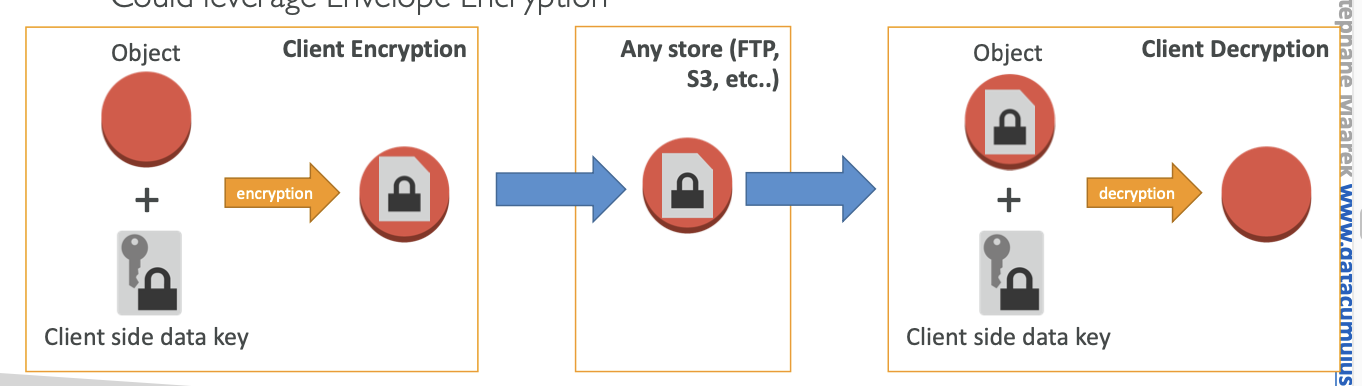 Could leverage Envelope Encryption
Object
Client Encryption
encryption
Client side data key
Any store (FTP,
S3, etc..)
Object
Client Decryption
decryption
Client side data key
Maarek www.datacumulus